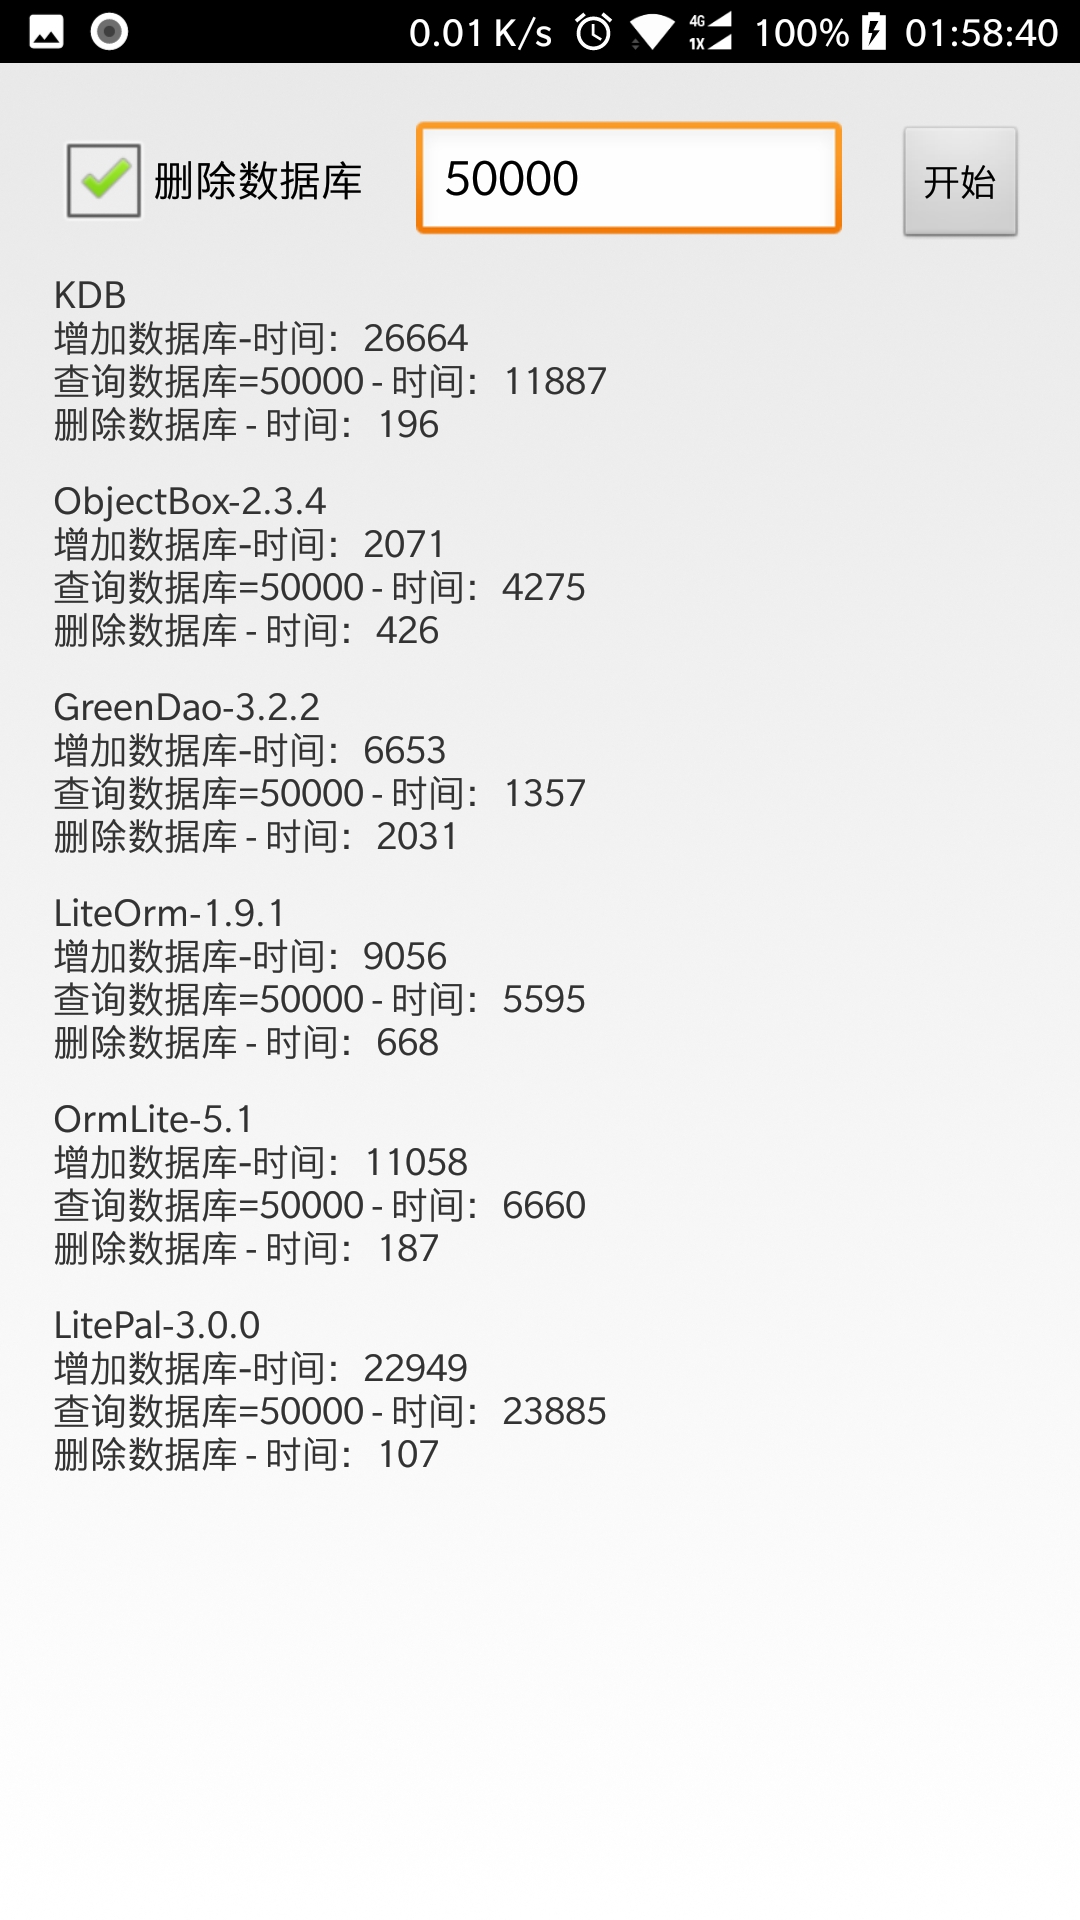 0.01 K/s 4G 1X 100% 01:58:40
删除数据库 50000 开始
KDB
增加数据库-时间：26664
查询数据库=50000 - 时间：11887
删除数据库 - 时间：196
ObjectBox-2.3.4
增加数据库-时间：2071
查询数据库=50000 - 时间：4275
删除数据库 - 时间：426
GreenDao-3.2.2
增加数据库-时间：6653
查询数据库=50000 - 时间：1357
删除数据库 - 时间：2031
LiteOrm-1.9.1
增加数据库-时间：9056
查询数据库=50000 - 时间：5595
删除数据库 - 时间：668
OrmLite-5.1
增加数据库-时间：11058
查询数据库=50000 - 时间：6660
删除数据库 - 时间：187
LitePal-3.0.0
增加数据库-时间：22949
查询数据库=50000 - 时间：23885
删除数据库 - 时间：107